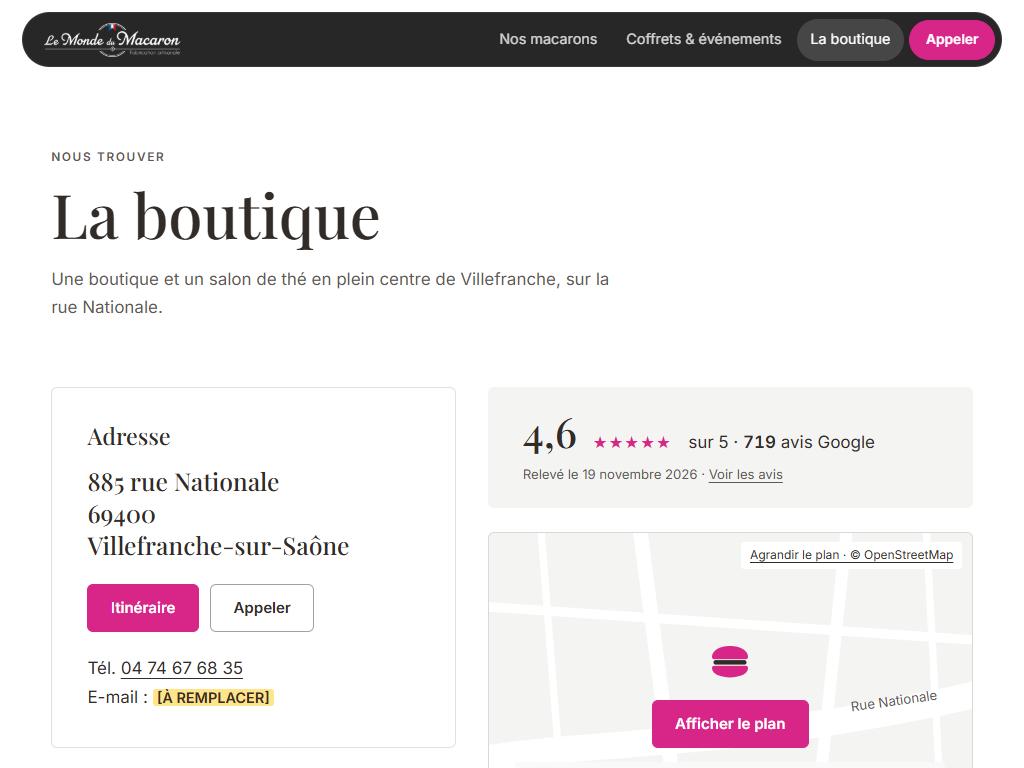 Le Monde du Macaron
Fabrication artisanale
Nos macarons
Coffrets & événements
La boutique
Appeler
NOUS TROUVER
La boutique
Une boutique et un salon de thé en plein centre de Villefranche, sur la
rue Nationale.
Adresse
885 rue Nationale
69400
Villefranche-sur-Saône
Itinéraire
Appeler
Tél. 04 74 67 68 35
E-mail : [À REMPLACER]
4,6 ★★★★★ sur 5 · 719 avis Google
Relevé le 19 novembre 2026 · Voir les avis
Agrandir le plan · © OpenStreetMap
Rue Nationale
Afficher le plan